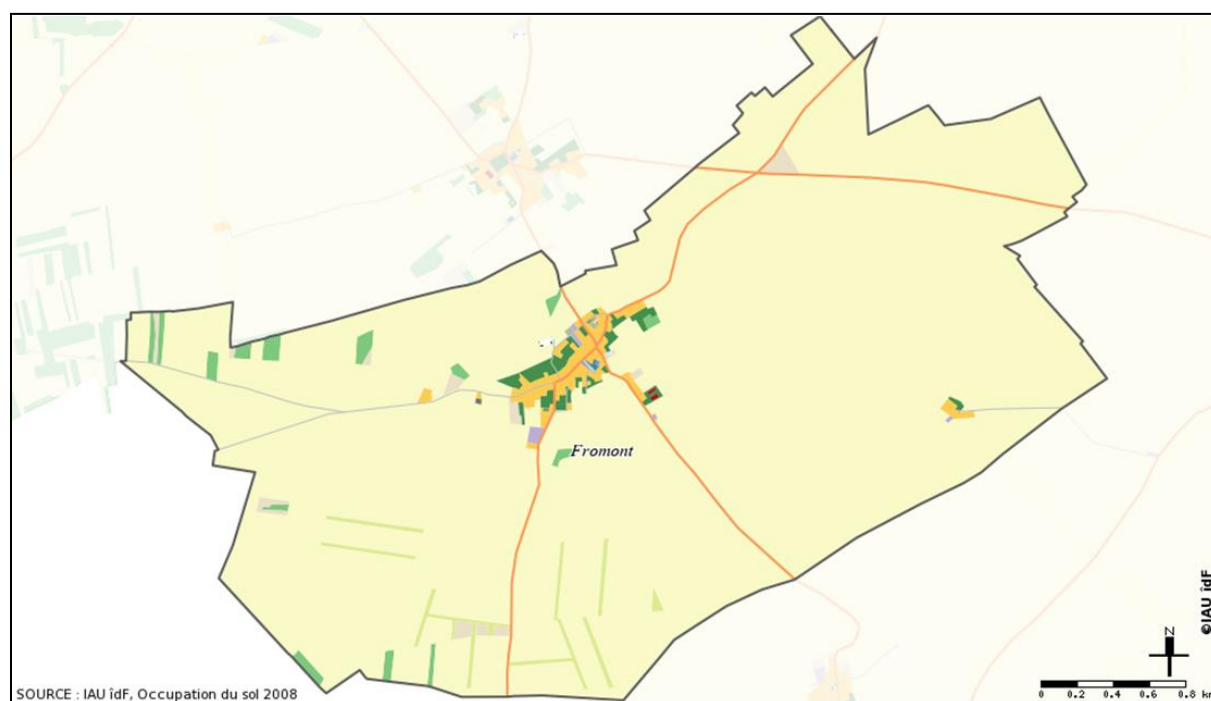 Fromont
©IAU îdF
N
SOURCE : IAU îdF, Occupation du sol 2008
0 0.2 0.4 0.6 0.8 km